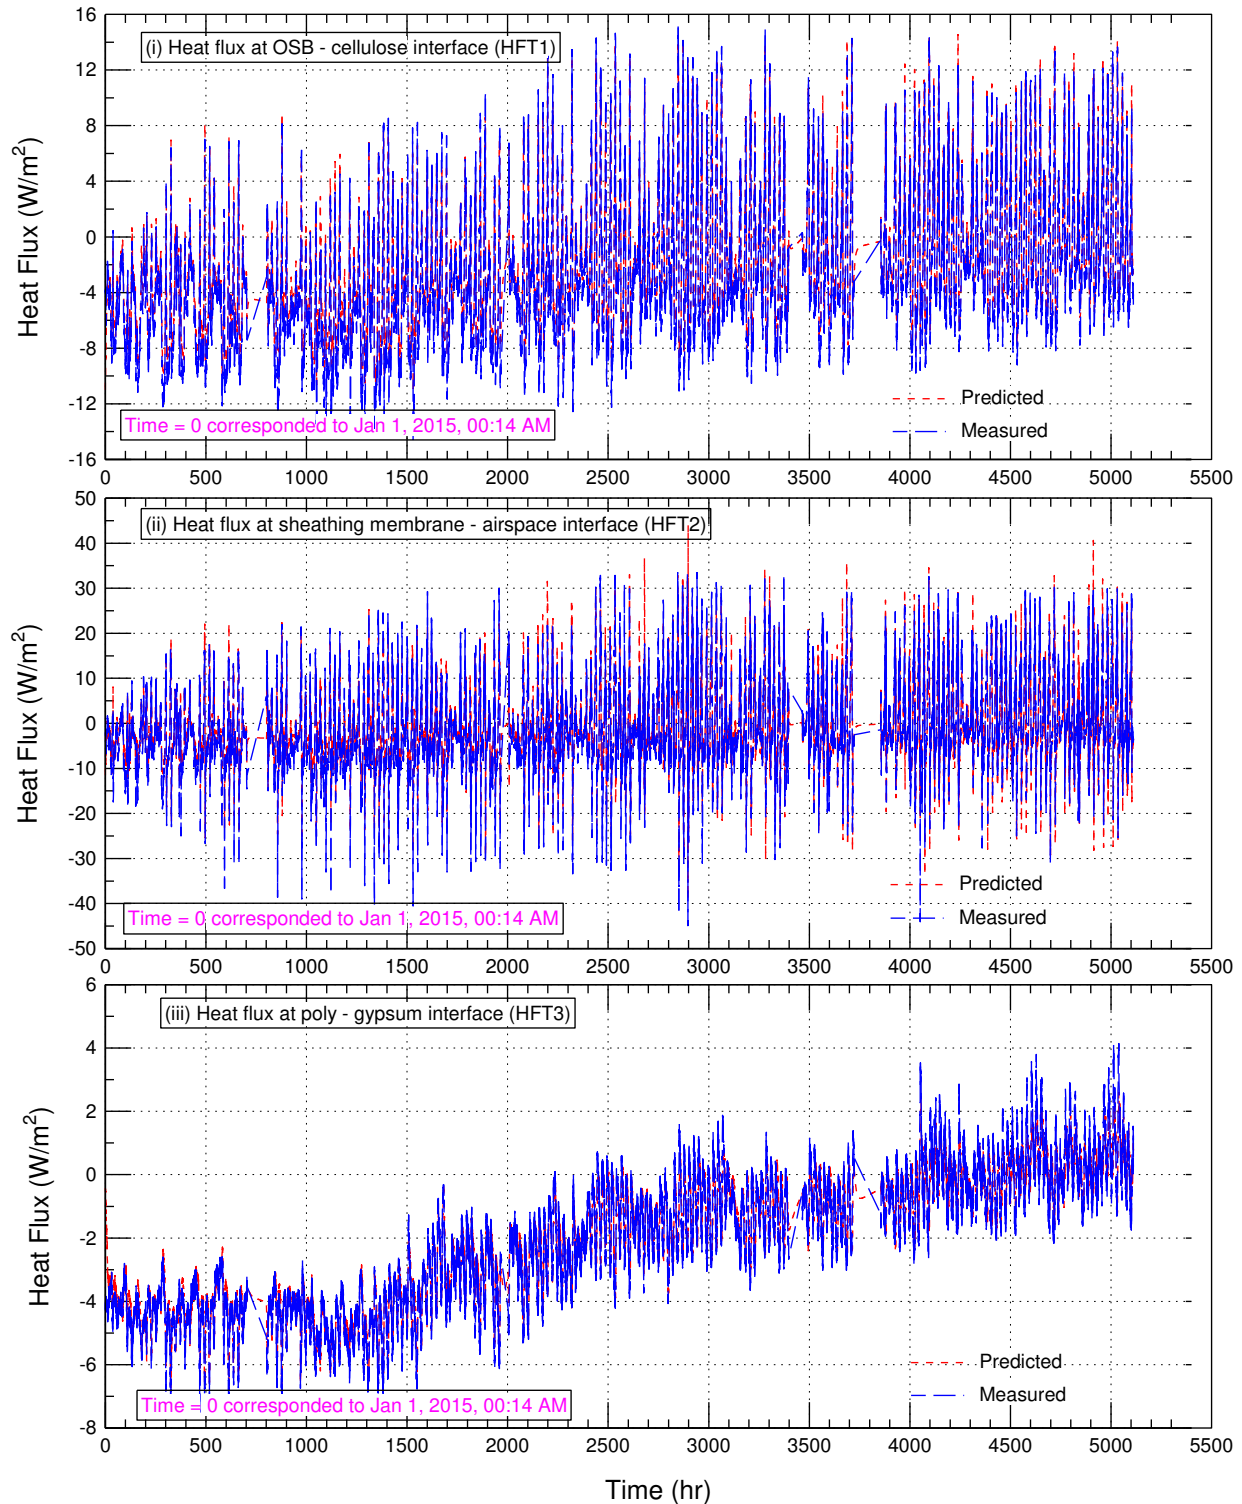 16
(i) Heat flux at OSB - cellulose interface (HFT1)
12
8
4
0
-4
-8
-12
-16
Heat Flux (W/m²)
Time = 0 corresponded to Jan 1, 2015, 00:14 AM
Predicted
Measured
0 500 1000 1500 2000 2500 3000 3500 4000 4500 5000 5500
50
(ii) Heat flux at sheathing membrane - airspace interface (HFT2)
40
30
20
10
0
-10
-20
-30
-40
-50
Heat Flux (W/m²)
Predicted
Time = 0 corresponded to Jan 1, 2015, 00:14 AM
Measured
0 500 1000 1500 2000 2500 3000 3500 4000 4500 5000 5500
6
(iii) Heat flux at poly - gypsum interface (HFT3)
4
2
0
-2
-4
-6
-8
Heat Flux (W/m²)
Predicted
Measured
Time = 0 corresponded to Jan 1, 2015, 00:14 AM
0 500 1000 1500 2000 2500 3000 3500 4000 4500 5000 5500
Time (hr)